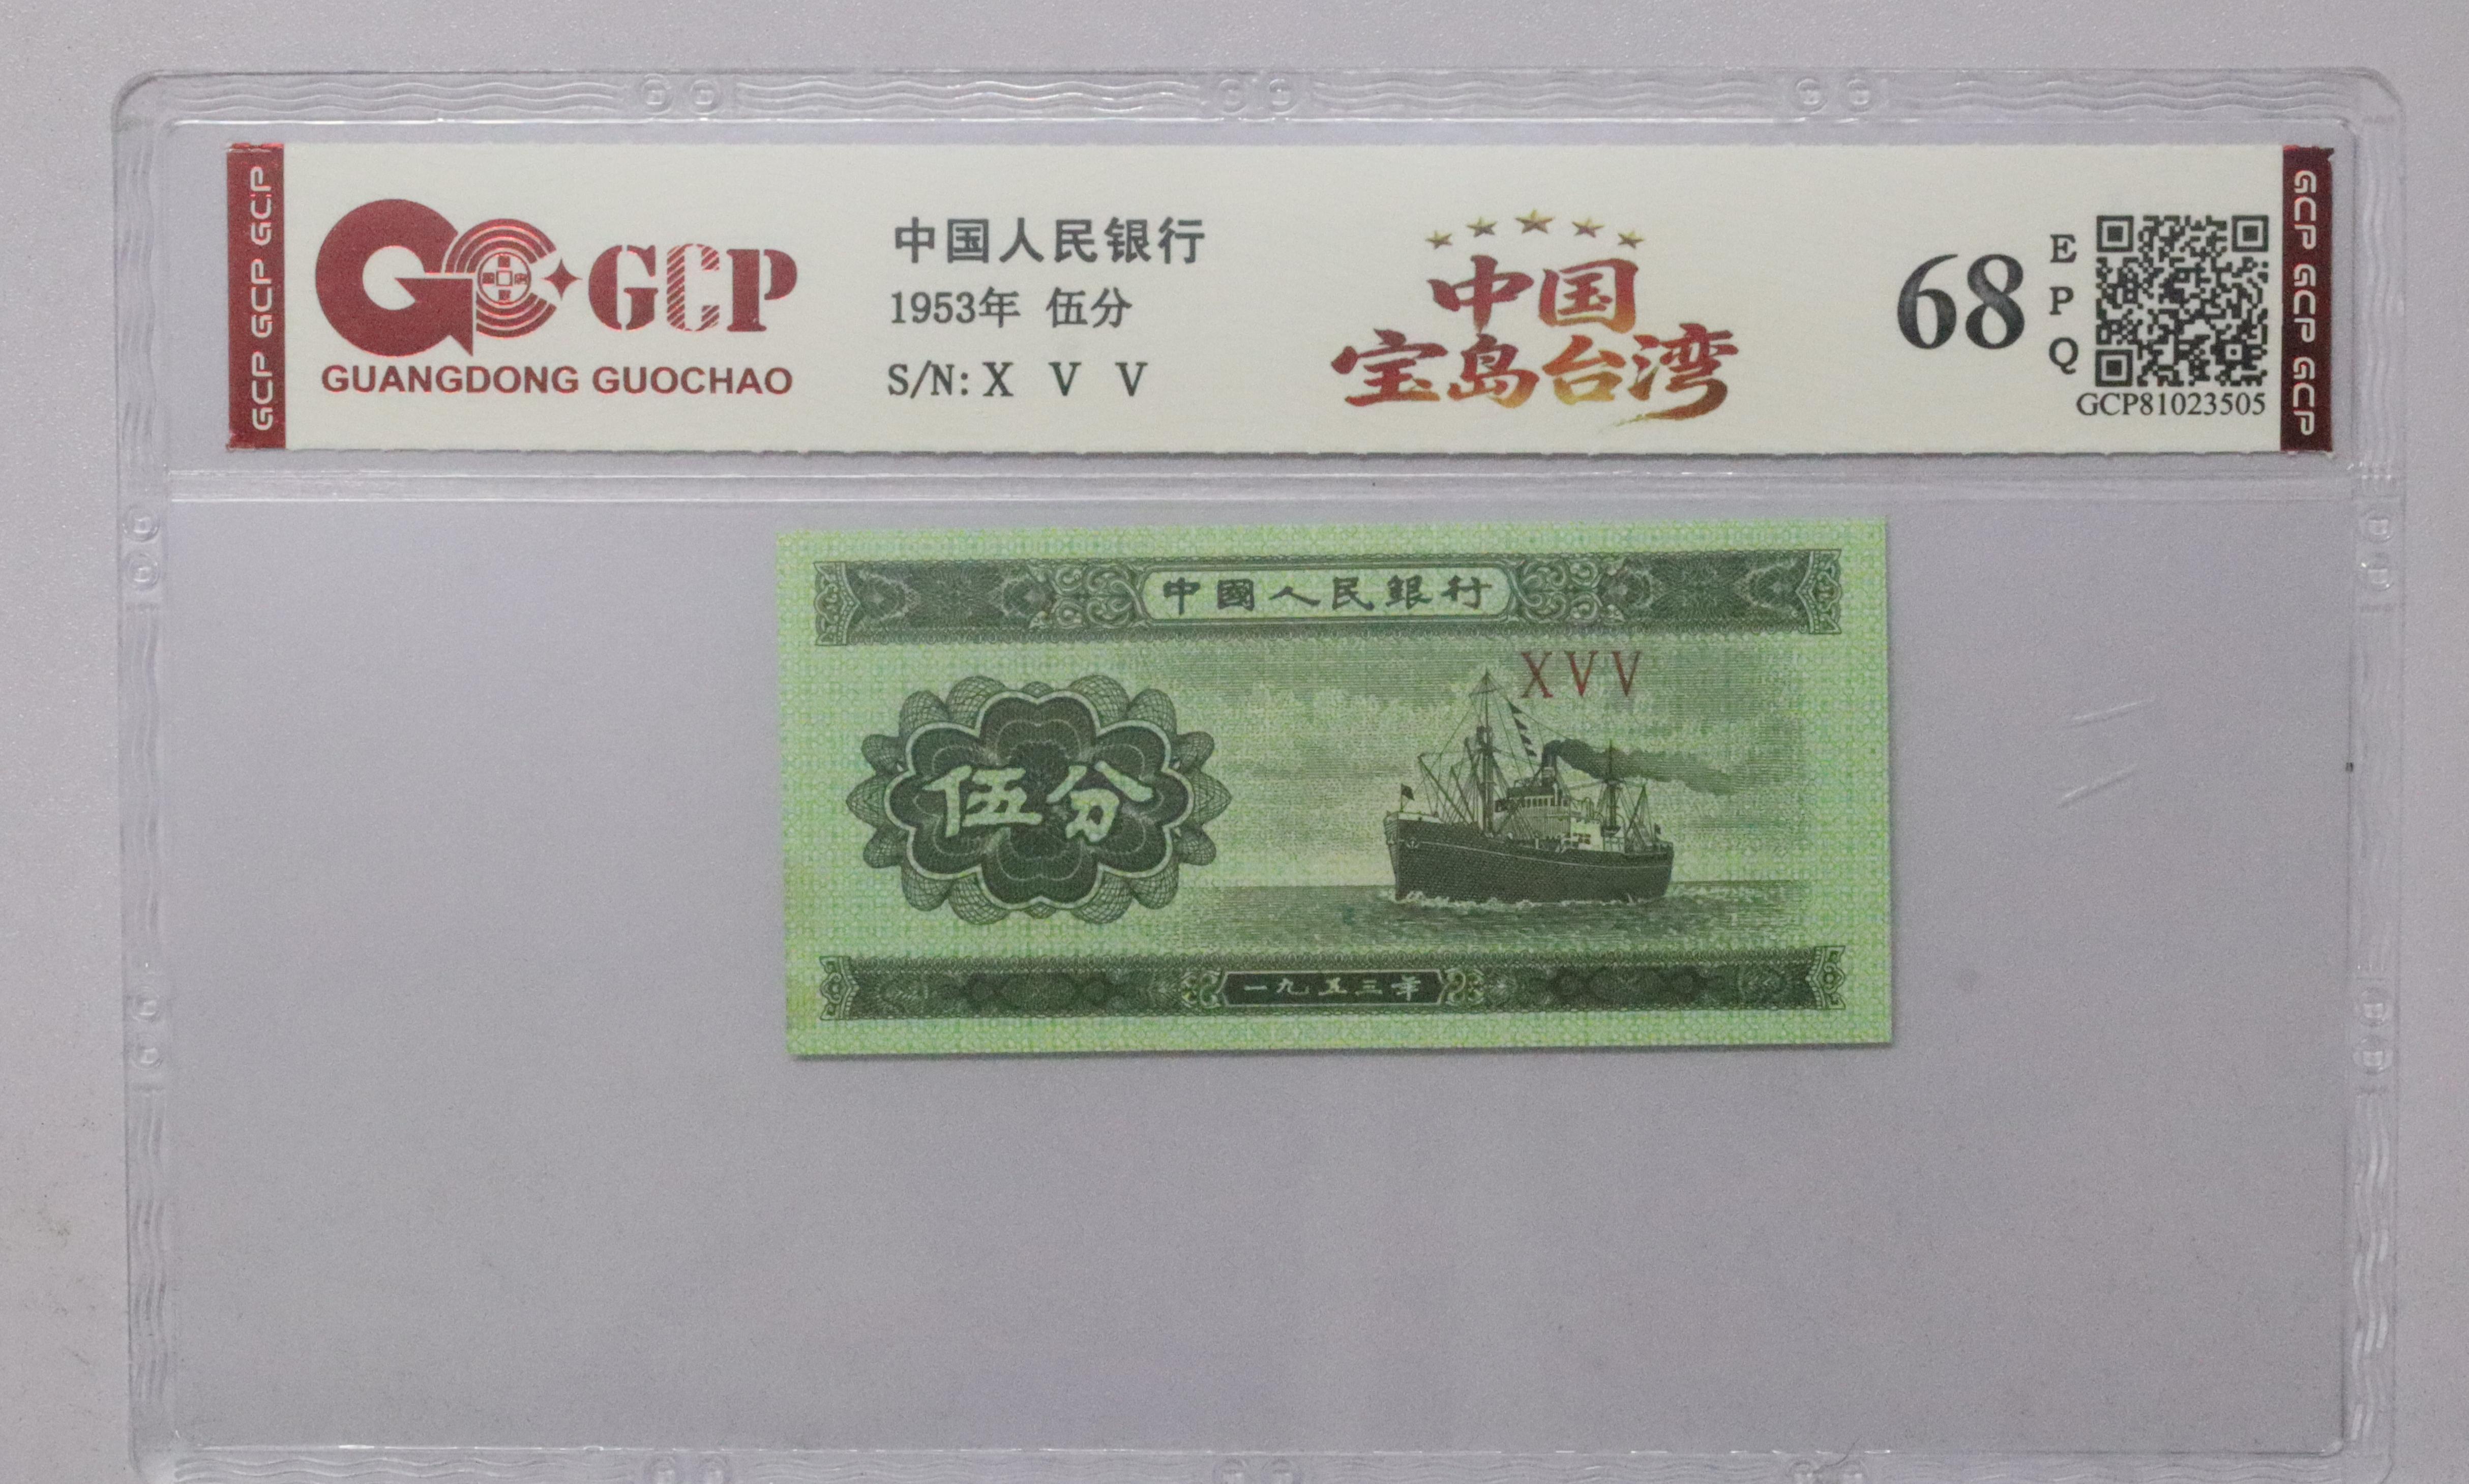 GCP GCP GCP
GCP
GUANGDONG GUOCHAO
中国人民银行
1953年 伍分
S/N: X V V
中国
宝岛台湾
68
EPQ
GCP81023505
GCP GCP GCP
中國人民銀行
XVV
伍分
一九五三年